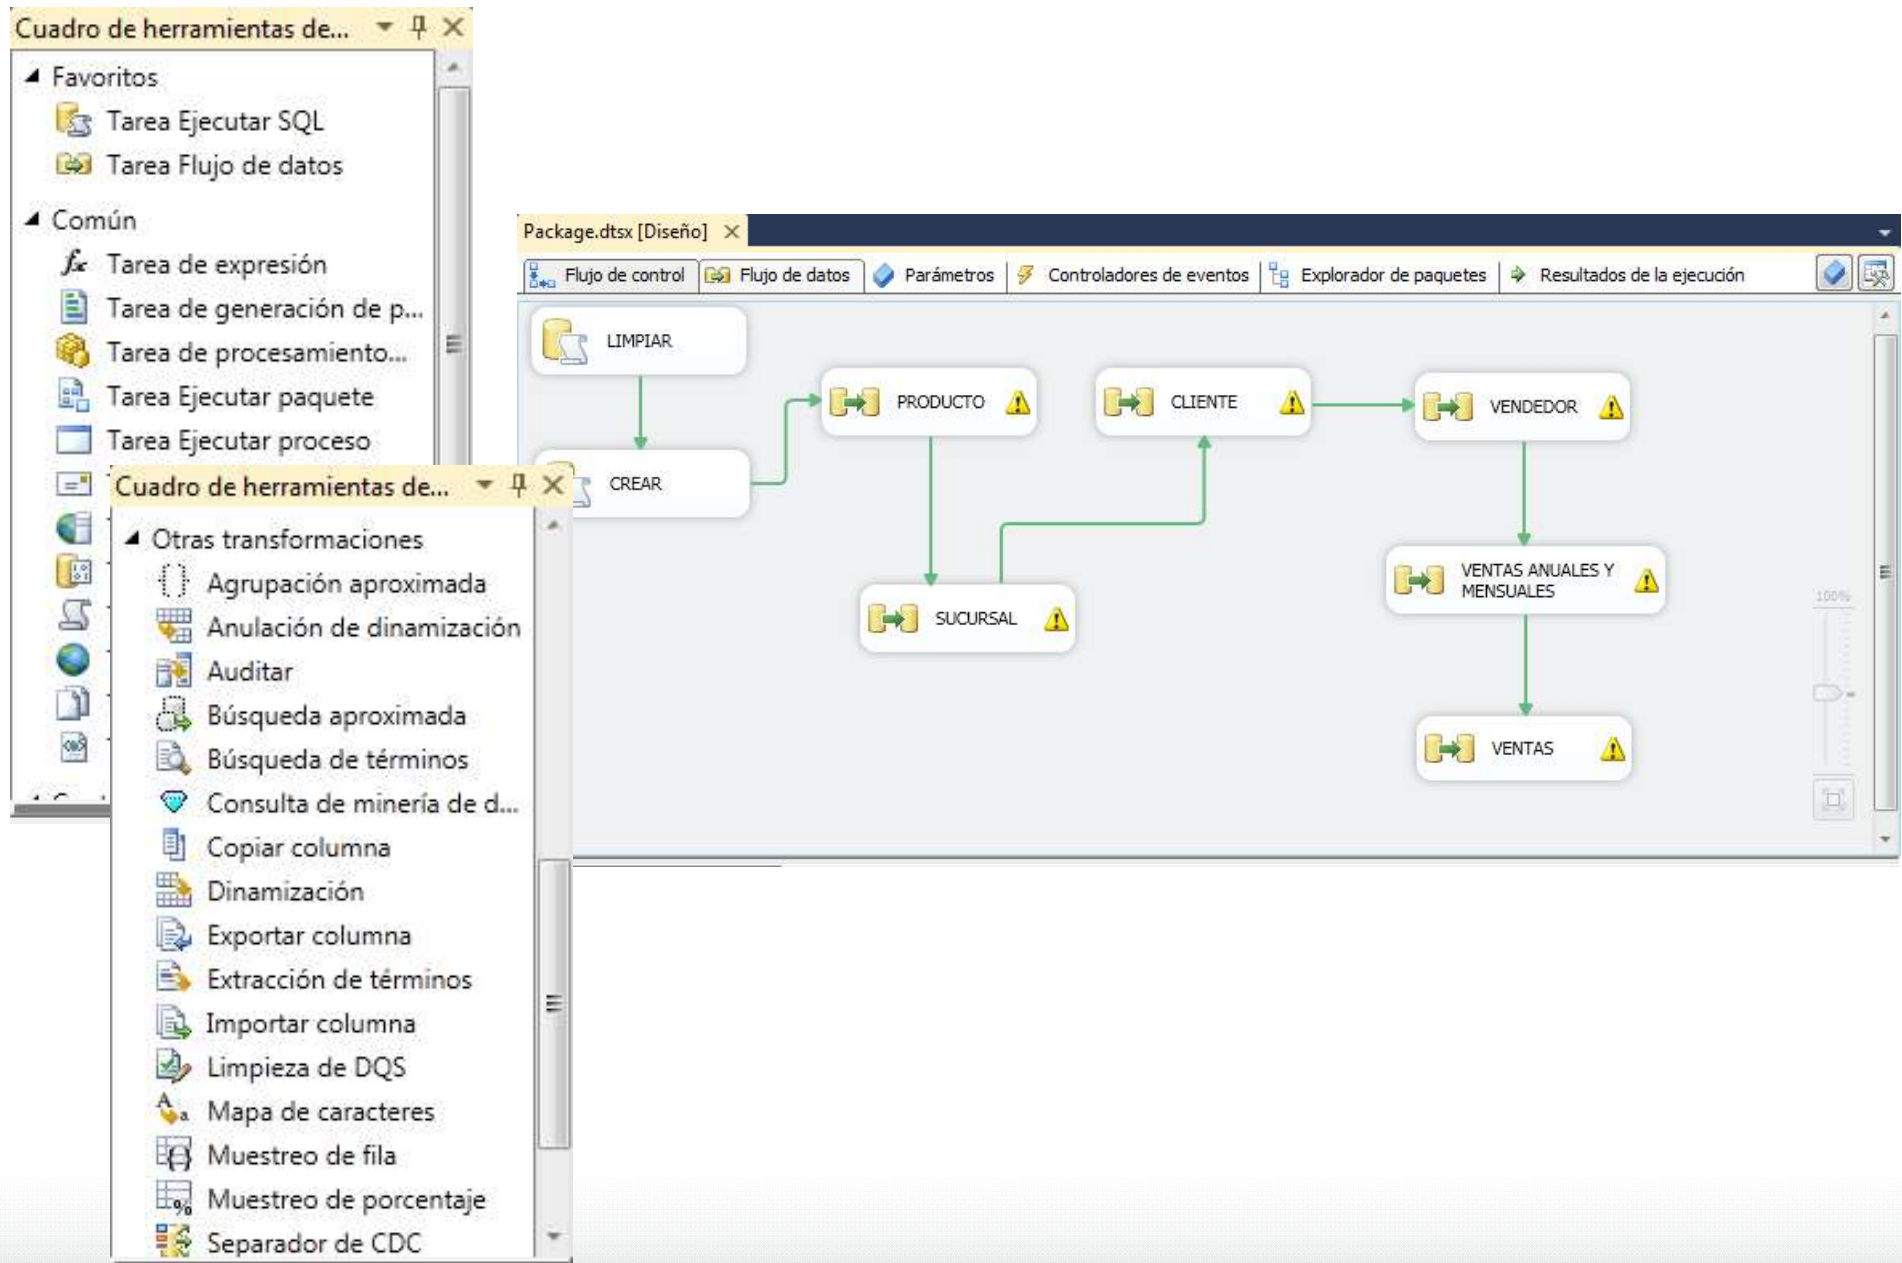 Cuadro de herramientas de...
Favoritos
Tarea Ejecutar SQL
Tarea Flujo de datos
Común
fx Tarea de expresión
Tarea de generación de p...
Tarea de procesamiento...
Tarea Ejecutar paquete
Tarea Ejecutar proceso
Cuadro de herramientas de...
Otras transformaciones
Agrupación aproximada
Anulación de dinamización
Auditar
Búsqueda aproximada
Búsqueda de términos
Consulta de minería de d...
Copiar columna
Dinamización
Exportar columna
Extracción de términos
Importar columna
Limpieza de DQS
Mapa de caracteres
Muestreo de fila
Muestreo de porcentaje
Separador de CDC
Package.dtsx [Diseño]
Flujo de control
Flujo de datos
Parámetros
Controladores de eventos
Explorador de paquetes
Resultados de la ejecución
LIMPIAR
CREAR
PRODUCTO
SUCURSAL
CLIENTE
VENDEDOR
VENTAS ANUALES Y
MENSUALES
VENTAS
100%